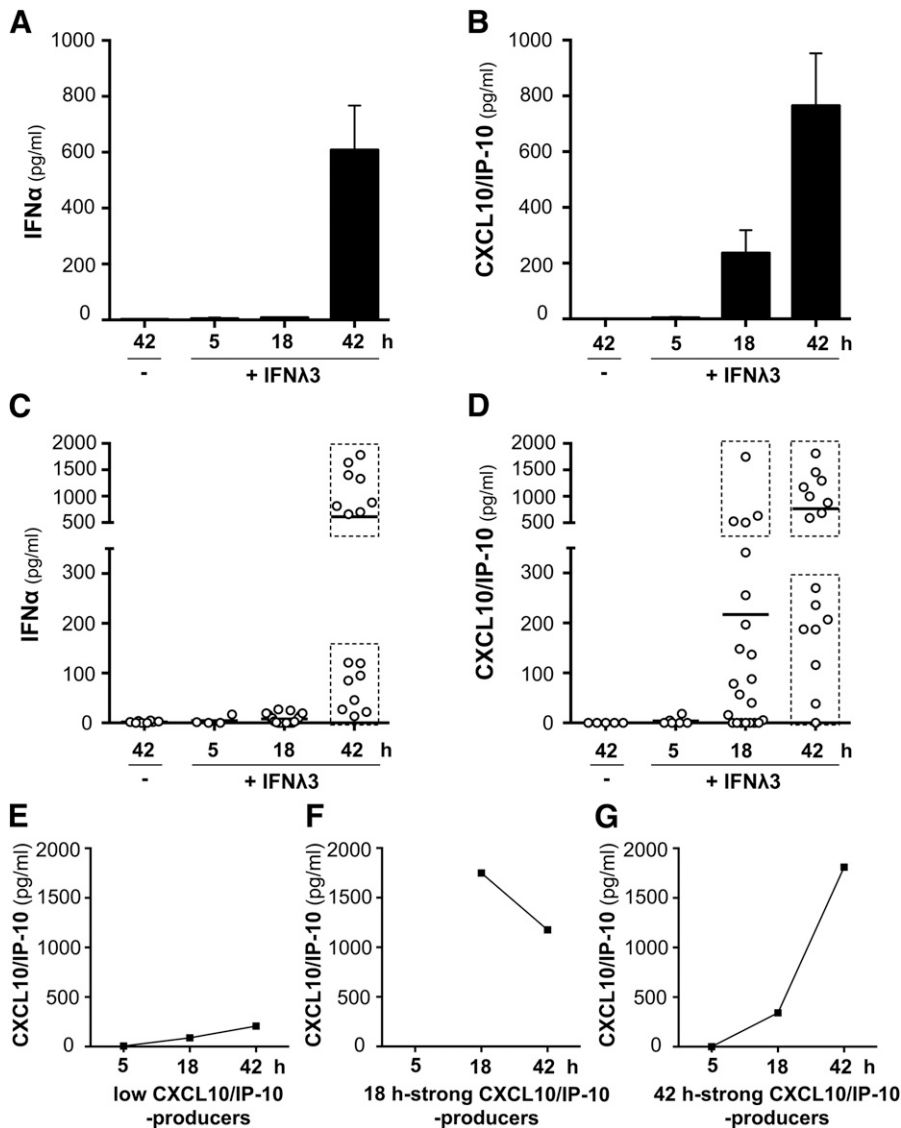 A
IFNα (pg/ml)
1000
800
600
400
200
0
42 5 18 42 h
- + IFNλ3
B
CXCL10/IP-10 (pg/ml)
1000
800
600
400
200
0
42 5 18 42 h
- + IFNλ3
C
IFNα (pg/ml)
2000
1500
1000
500
300
200
100
0
42 5 18 42 h
- + IFNλ3
D
CXCL10/IP-10 (pg/ml)
2000
1500
1000
500
300
200
100
0
42 5 18 42 h
- + IFNλ3
E
CXCL10/IP-10 (pg/ml)
2000
1500
1000
500
0
5 18 42 h
low CXCL10/IP-10
-producers
F
CXCL10/IP-10 (pg/ml)
2000
1500
1000
500
0
5 18 42 h
18 h-strong CXCL10/IP-10
-producers
G
CXCL10/IP-10 (pg/ml)
2000
1500
1000
500
0
5 18 42 h
42 h-strong CXCL10/IP-10
-producers